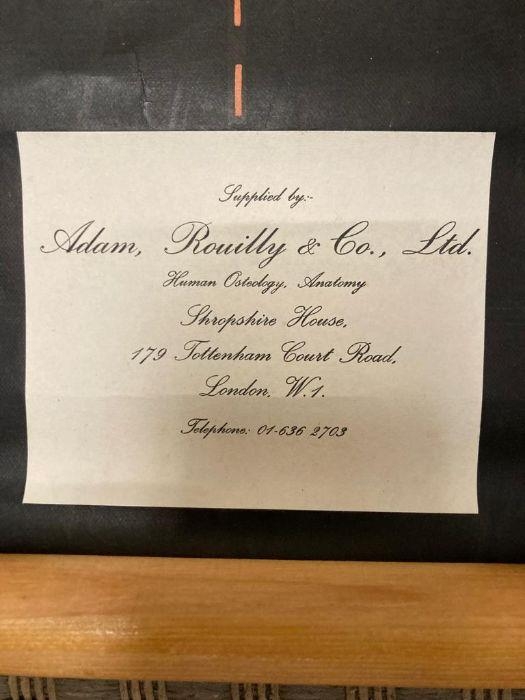 Supplied by:-
Adam, Rouilly & Co., Ltd.
Human Osteology, Anatomy
Shropshire House,
179 Tottenham Court Road,
London, W.1.
Telephone: 01-636 2703